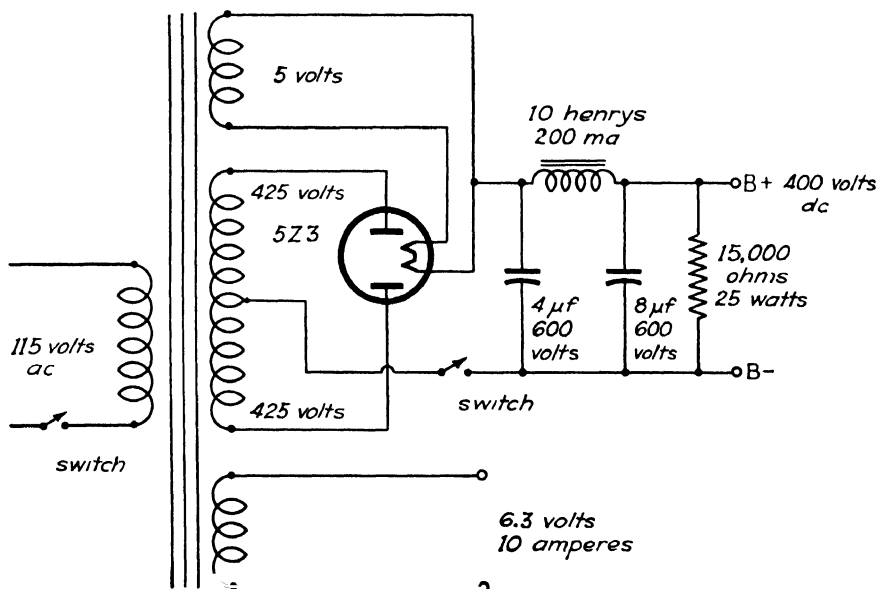 5 volts
10 henrys
200 ma
425 volts
B+ 400 volts
dc
5Z3
15,000
ohms
25 watts
4 µf
600
volts
8 µf
600
volts
115 volts
ac
B-
425 volts
switch
switch
6.3 volts
10 amperes